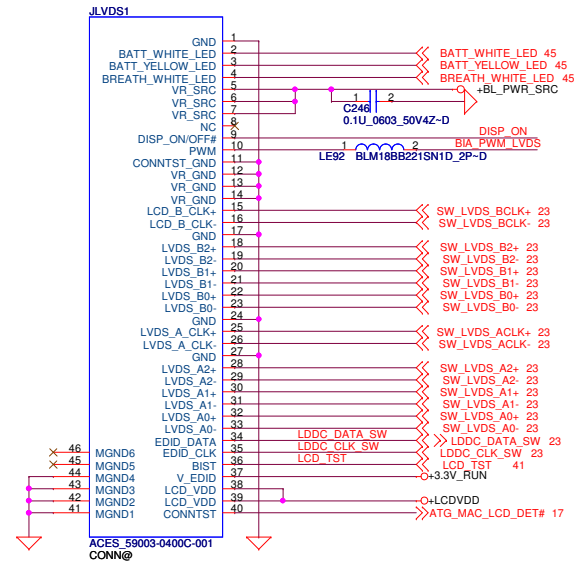 JLVDS1
GND 1
BATT_WHITE_LED 2 BATT_WHITE_LED 45
BATT_YELLOW_LED 3 BATT_YELLOW_LED 45
BREATH_WHITE_LED 4 BREATH_WHITE_LED 45
VR_SRC 5 +BL_PWR_SRC
VR_SRC 6 1 2
VR_SRC 7 C246
NC 8 0.1U_0603_50V4Z~D
DISP_ON/OFF# 9 DISP_ON
PWM 10 1 2 BIA_PWM_LVDS
CONNTST_GND 11 LE92 BLM18BB221SN1D_2P~D
VR_GND 12
VR_GND 13
VR_GND 14
LCD_B_CLK+ 15 SW_LVDS_BCLK+ 23
LCD_B_CLK- 16 SW_LVDS_BCLK- 23
GND 17
LVDS_B2+ 18 SW_LVDS_B2+ 23
LVDS_B2- 19 SW_LVDS_B2- 23
LVDS_B1+ 20 SW_LVDS_B1+ 23
LVDS_B1- 21 SW_LVDS_B1- 23
LVDS_B0+ 22 SW_LVDS_B0+ 23
LVDS_B0- 23 SW_LVDS_B0- 23
GND 24
LVDS_A_CLK+ 25 SW_LVDS_ACLK+ 23
LVDS_A_CLK- 26 SW_LVDS_ACLK- 23
GND 27
LVDS_A2+ 28 SW_LVDS_A2+ 23
LVDS_A2- 29 SW_LVDS_A2- 23
LVDS_A1+ 30 SW_LVDS_A1+ 23
LVDS_A1- 31 SW_LVDS_A1- 23
LVDS_A0+ 32 SW_LVDS_A0+ 23
LVDS_A0- 33 SW_LVDS_A0- 23
EDID_DATA 34 LDDC_DATA_SW LDDC_DATA_SW 23
46 MGND6 EDID_CLK 35 LDDC_CLK_SW LDDC_CLK_SW 23
45 MGND5 BIST 36 LCD_TST LCD_TST 41
44 MGND4 V_EDID 37 +3.3V_RUN
43 MGND3 LCD_VDD 38
42 MGND2 LCD_VDD 39 +LCDVDD
41 MGND1 CONNTST 40 ATG_MAC_LCD_DET# 17
ACES_59003-0400C-001
CONN@